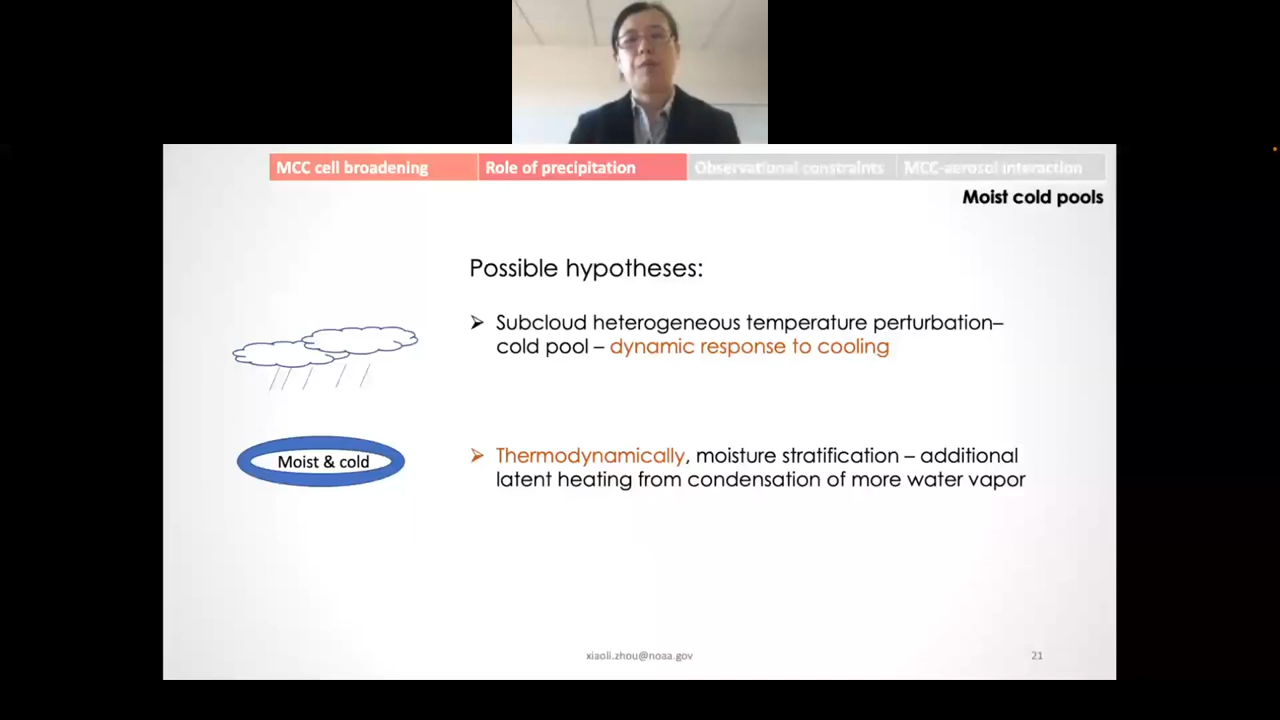 MCC cell broadening
Role of precipitation
Observational constraints
MCC-aerosol interaction
Moist cold pools
Possible hypotheses:
➢ Subcloud heterogeneous temperature perturbation–
cold pool – dynamic response to cooling
Moist & cold
➢ Thermodynamically, moisture stratification – additional
latent heating from condensation of more water vapor
xiaoli.zhou@noaa.gov
21